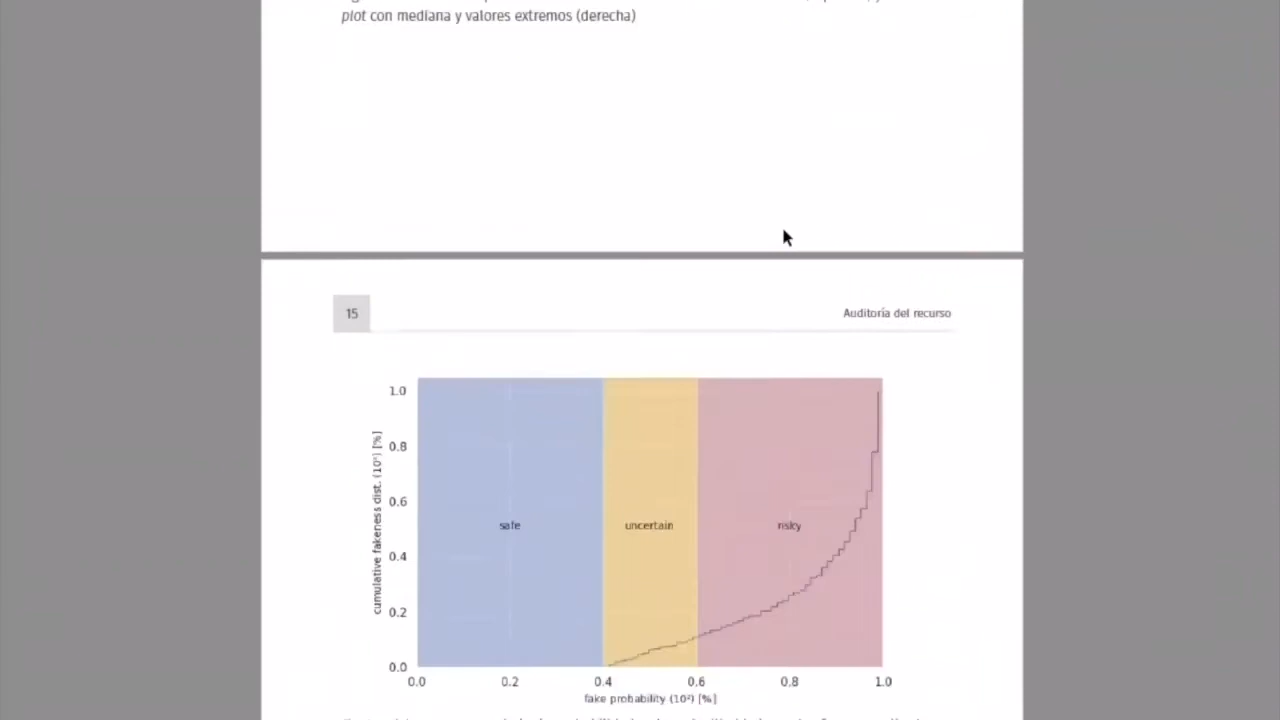 plot con mediana y valores extremos (derecha)
15
Auditoría del recurso
1.0
0.8
0.6
0.4
0.2
0.0
cumulative fakeness dist. (10²) [%]
safe
uncertain
risky
0.0 0.2 0.4 0.6 0.8 1.0
fake probability (10²) [%]